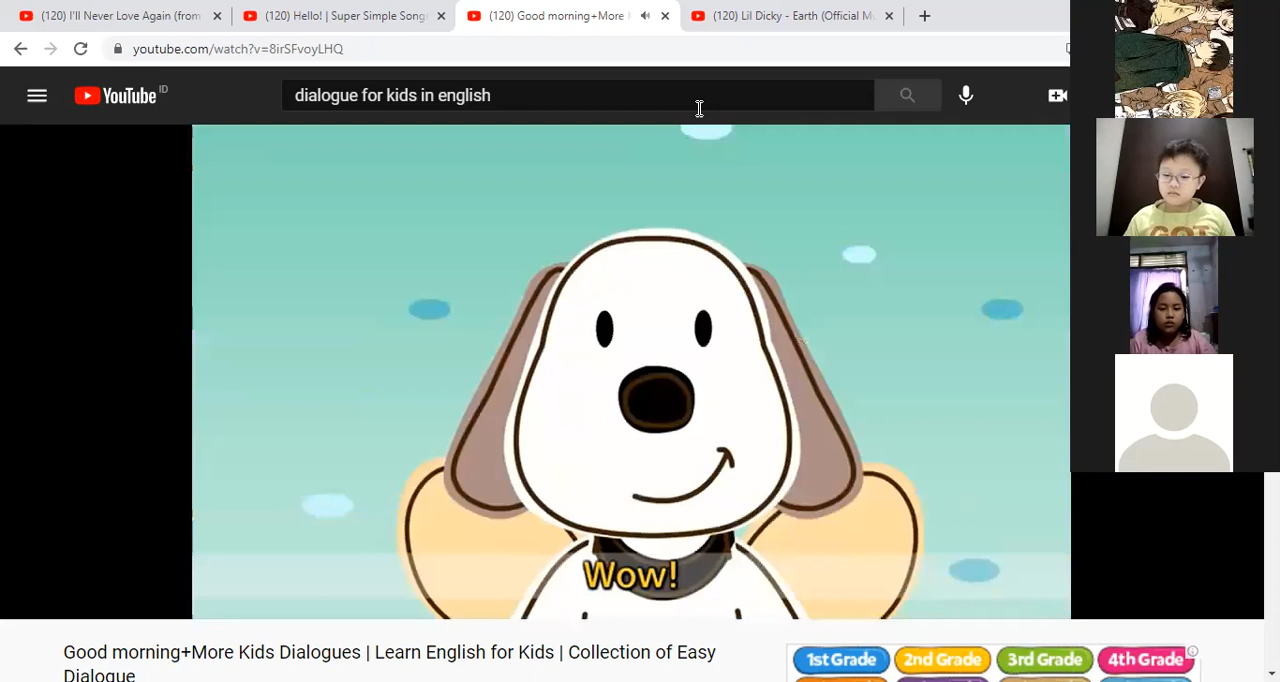 (120) I'll Never Love Again (from
(120) Hello! | Super Simple Song
(120) Good morning+More
(120) Lil Dicky - Earth (Official M
youtube.com/watch?v=8irSFvoyLHQ
YouTube ID
dialogue for kids in english
GOT
Wow!
Good morning+More Kids Dialogues | Learn English for Kids | Collection of Easy
Dialogue
1st Grade 2nd Grade 3rd Grade 4th Grade